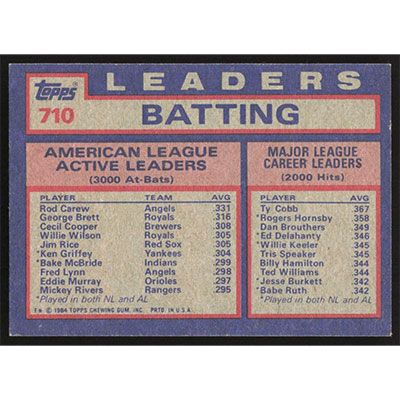 LEADERS
topps
710
BATTING
AMERICAN LEAGUE
ACTIVE LEADERS
(3000 At-Bats)
PLAYER TEAM AVG
Rod Carew Angels .331
George Brett Royals .316
Cecil Cooper Brewers .308
Willie Wilson Royals .305
Jim Rice Red Sox .305
*Ken Griffey Yankees .304
*Bake McBride Indians .299
Fred Lynn Angels .298
Eddie Murray Orioles .297
Mickey Rivers Rangers .295
*Played in both NL and AL
MAJOR LEAGUE
CAREER LEADERS
(2000 Hits)
PLAYER AVG
Ty Cobb .367
*Rogers Hornsby .358
Dan Brouthers .349
*Ed Delahanty .346
*Willie Keeler .345
Tris Speaker .345
Billy Hamilton .344
Ted Williams .344
*Jesse Burkett .342
*Babe Ruth .342
*Played in both NL and AL
© 1984 TOPPS CHEWING GUM, INC. PRTD. IN U.S.A.